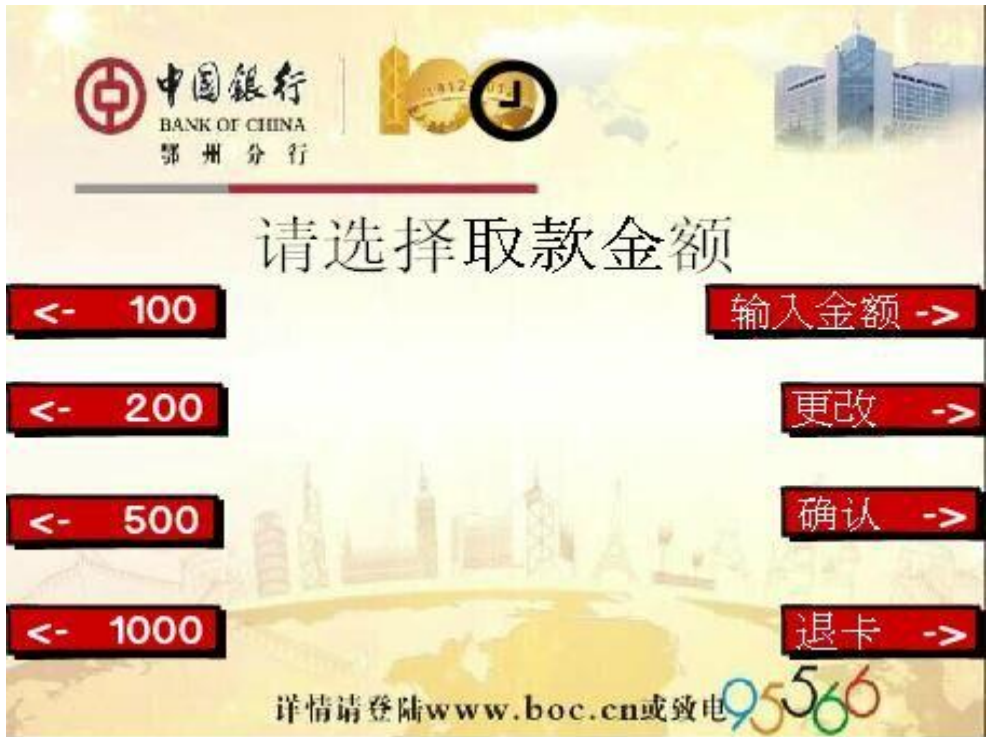 中国银行
BANK OF CHINA
鄂州分行
请选择取款金额
<- 100
输入金额 ->
<- 200
更改 ->
<- 500
确认 ->
<- 1000
退卡 ->
详情请登陆www.boc.cn或致电95566